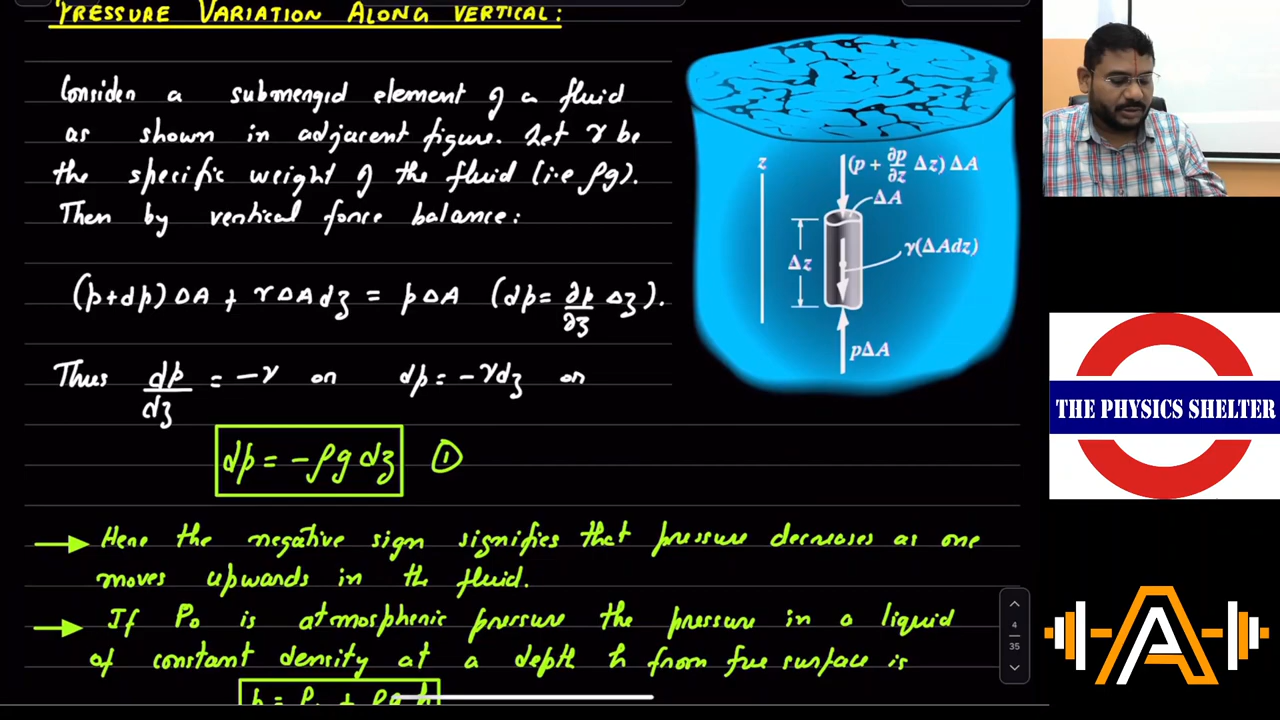 PRESSURE VARIATION ALONG VERTICAL:
Consider a submerged element of a fluid
as shown in adjacent figure. Let γ be
the specific weight of the fluid (i.e ρg).
Then by vertical force balance:
(p+dp) ΔA + γ ΔA dz = p ΔA (dp = ∂p/∂z Δz).
Thus dp/dz = -γ or dp = -γdz or
dp = -ρg dz ①
→ Here the negative sign signifies that pressure decreases as one
moves upwards in the fluid.
→ If P₀ is atmospheric pressure the pressure in a liquid
of constant density at a depth h from free surface is
p = P₀ + ρg h
z
(p + ∂p/∂z Δz) ΔA
ΔA
Δz
γ(ΔAdz)
pΔA
THE PHYSICS SHELTER
A
4
35